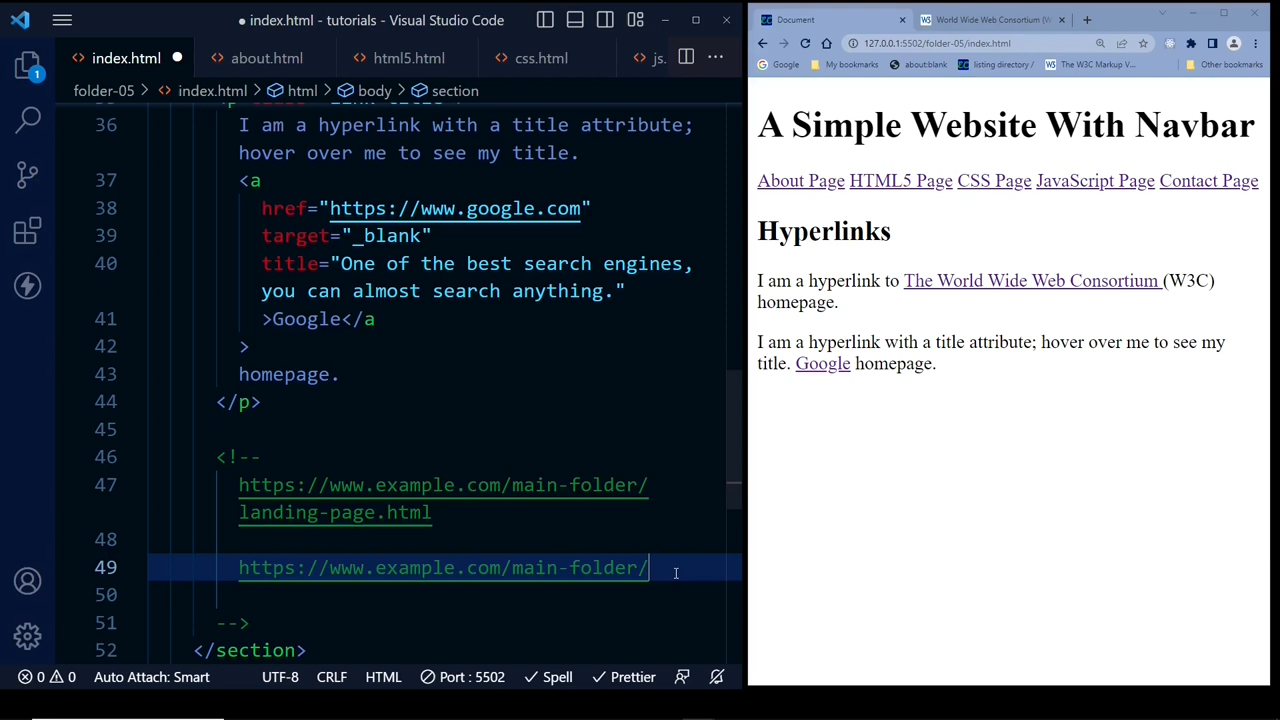 index.html - tutorials - Visual Studio Code
index.html
about.html
html5.html
css.html
js.
folder-05 > index.html > html > body > section
36 I am a hyperlink with a title attribute;
hover over me to see my title.
37 <a
38 href="https://www.google.com"
39 target="_blank"
40 title="One of the best search engines,
you can almost search anything."
41 >Google</a
42 >
43 homepage.
44 </p>
45
46 <!--
47 https://www.example.com/main-folder/
landing-page.html
48
49 https://www.example.com/main-folder/
50
51 -->
52 </section>
1
0 0 Auto Attach: Smart UTF-8 CRLF HTML Port : 5502 Spell Prettier
Document
World Wide Web Consortium (W
127.0.0.1:5502/folder-05/index.html
Google My bookmarks about:blank listing directory / The W3C Markup V... Other bookmarks
A Simple Website With Navbar
About Page HTML5 Page CSS Page JavaScript Page Contact Page
Hyperlinks
I am a hyperlink to The World Wide Web Consortium (W3C)
homepage.
I am a hyperlink with a title attribute; hover over me to see my
title. Google homepage.